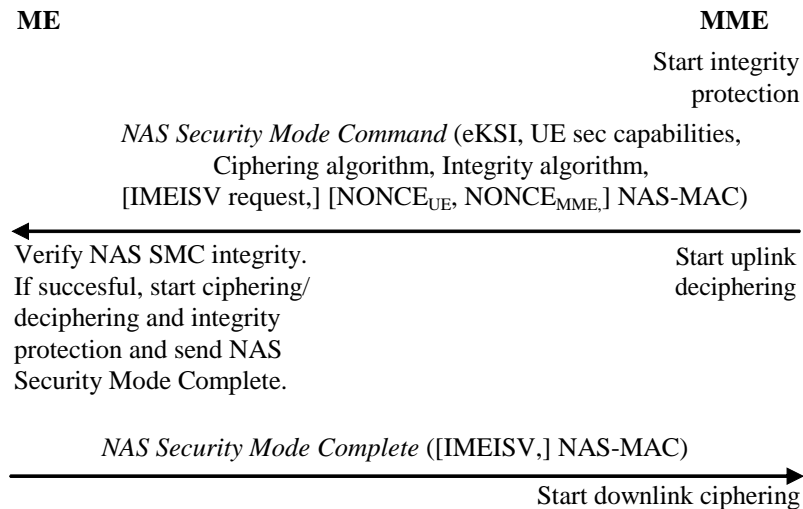 ME
MME
Start integrity
protection
NAS Security Mode Command (eKSI, UE sec capabilities,
Ciphering algorithm, Integrity algorithm,
[IMEISV request,] [NONCEUE, NONCEMME,] NAS-MAC)
Verify NAS SMC integrity.
If succesful, start ciphering/
deciphering and integrity
protection and send NAS
Security Mode Complete.
Start uplink
deciphering
NAS Security Mode Complete ([IMEISV,] NAS-MAC)
Start downlink ciphering